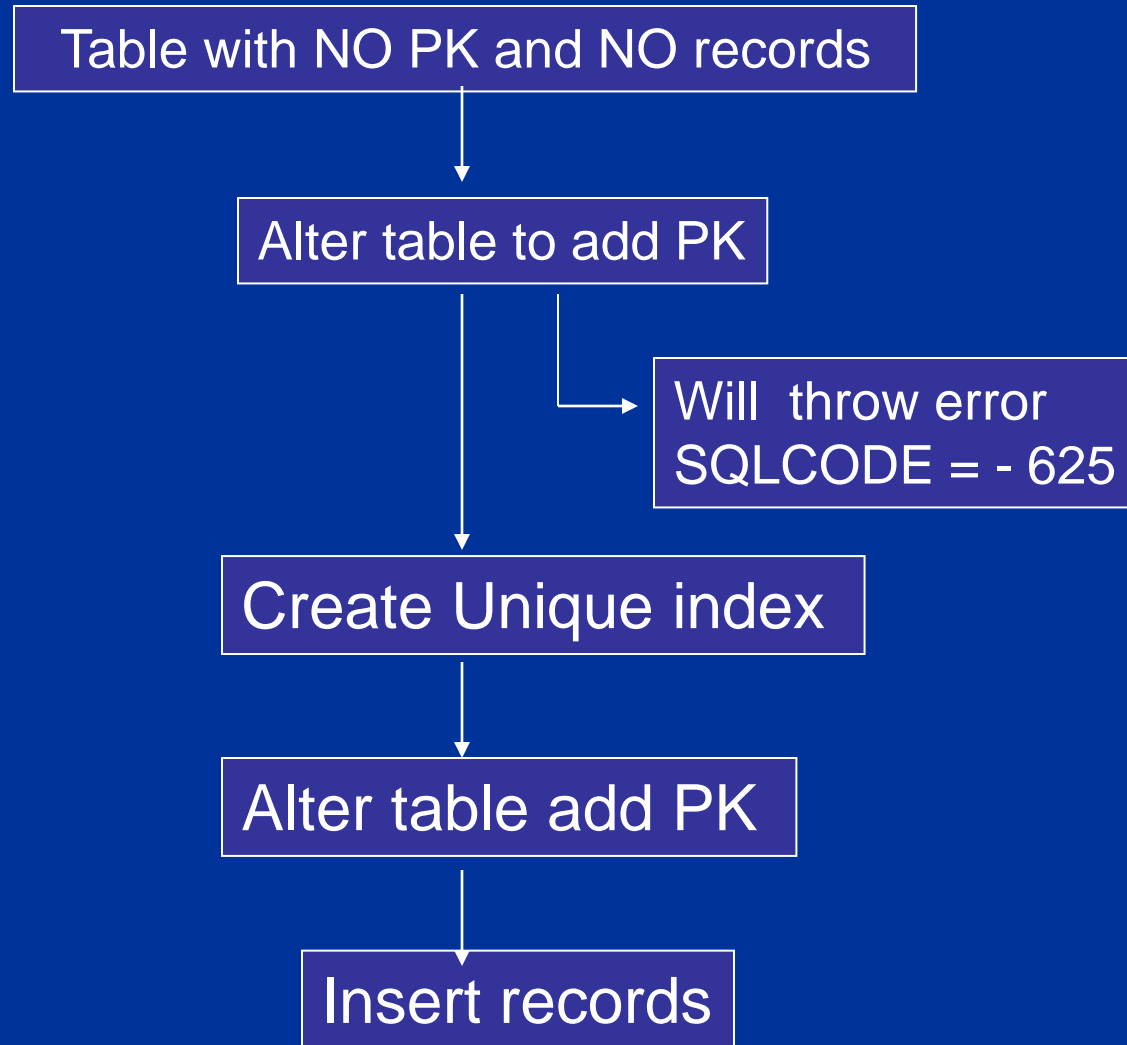 Table with NO PK and NO records
Alter table to add PK
Will throw error
SQLCODE = - 625
Create Unique index
Alter table add PK
Insert records